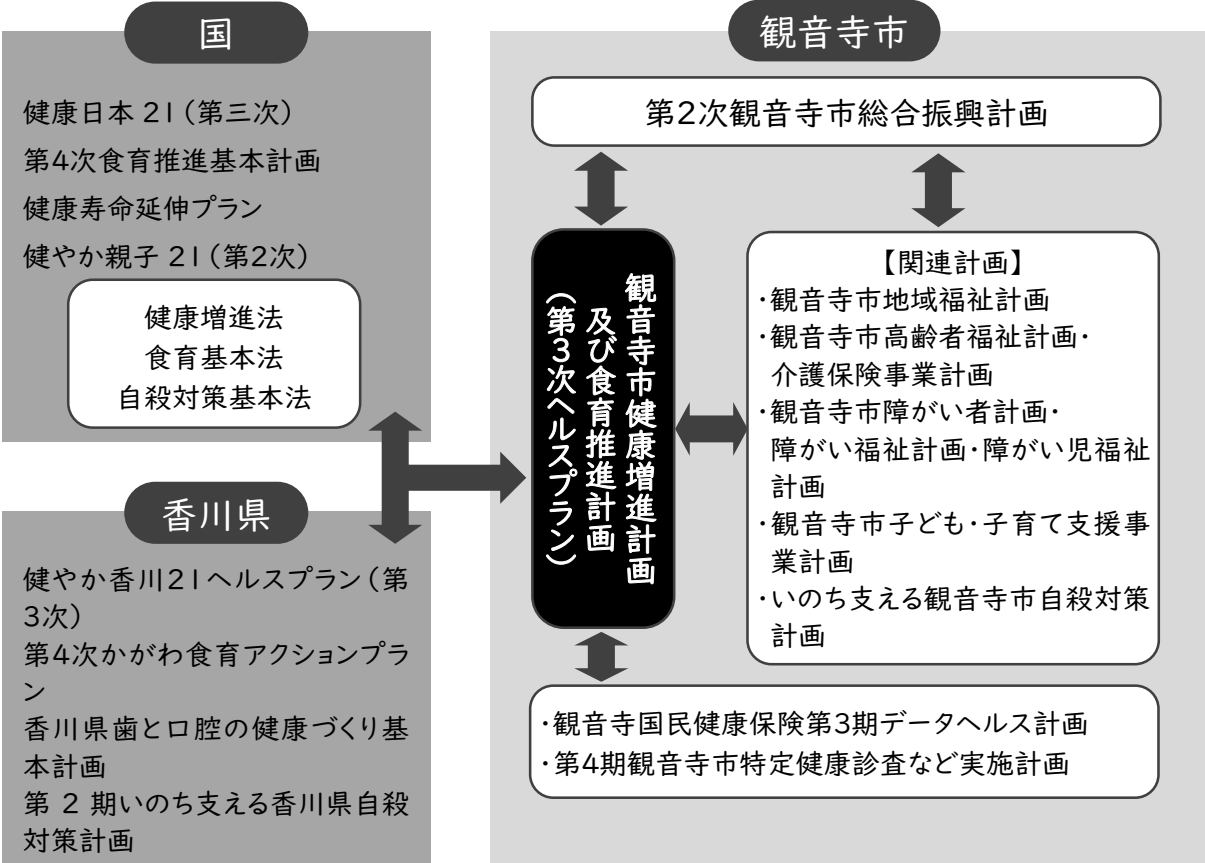 国
健康日本 21（第三次）
第4次食育推進基本計画
健康寿命延伸プラン
健やか親子 21（第2次）
健康増進法
食育基本法
自殺対策基本法
香川県
健やか香川21ヘルスプラン（第
3次）
第4次かがわ食育アクションプラ
ン
香川県歯と口腔の健康づくり基
本計画
第 2 期いのち支える香川県自殺
対策計画
観音寺市
第2次観音寺市総合振興計画
観音寺市健康増進計画
及び食育推進計画
（第3次ヘルスプラン）
【関連計画】
・観音寺市地域福祉計画
・観音寺市高齢者福祉計画・
介護保険事業計画
・観音寺市障がい者計画・
障がい福祉計画・障がい児福祉
計画
・観音寺市子ども・子育て支援事
業計画
・いのち支える観音寺市自殺対策
計画
・観音寺国民健康保険第3期データヘルス計画
・第4期観音寺市特定健康診査など実施計画